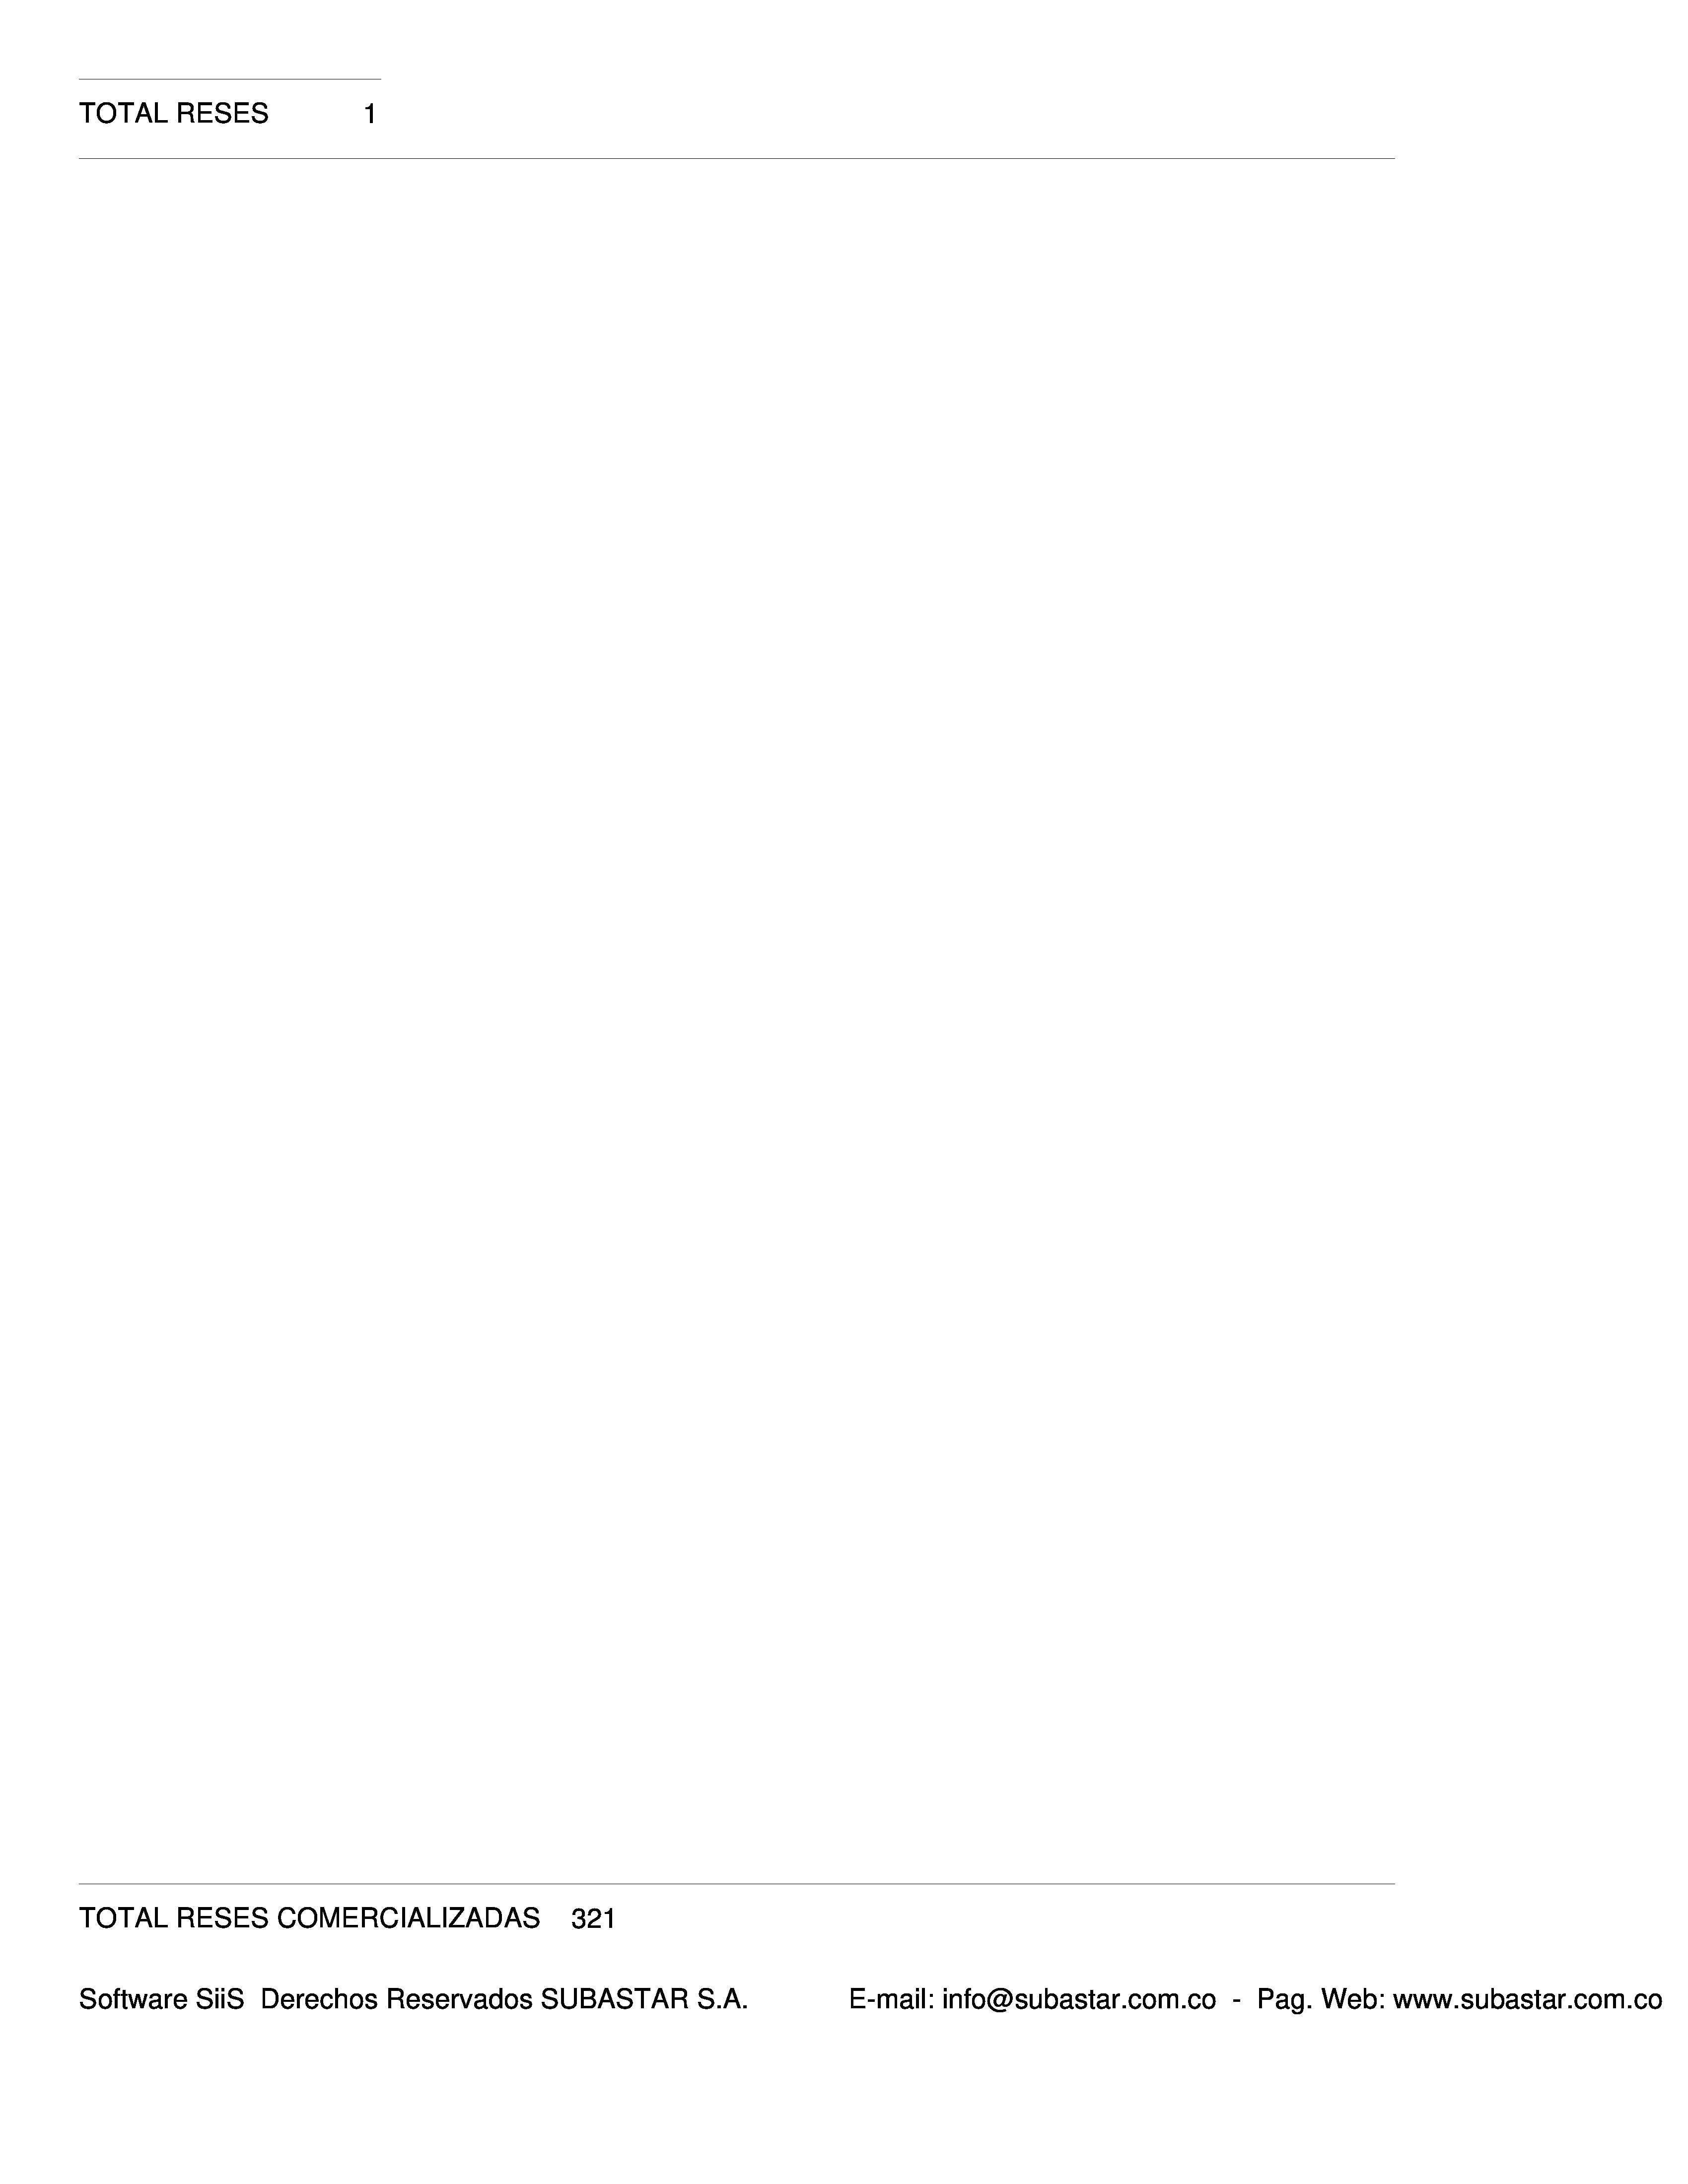 TOTAL RESES 1
TOTAL RESES COMERCIALIZADAS 321
Software SiiS Derechos Reservados SUBASTAR S.A. E-mail: info@subastar.com.co - Pag. Web: www.subastar.com.co